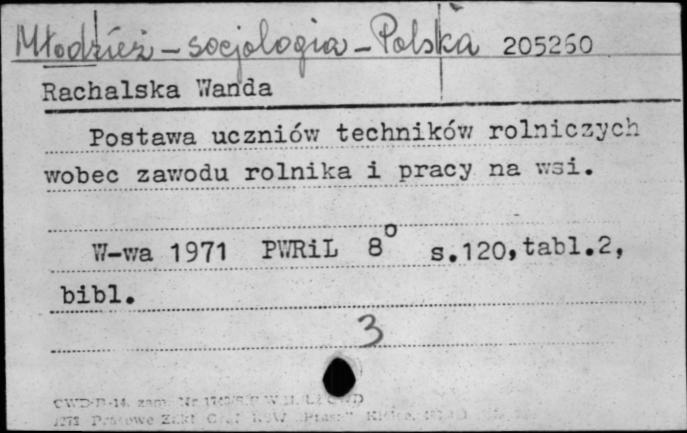 Młodzież – socjologia – Polska 205260
Rachalska Wanda
Postawa uczniów techników rolniczych
wobec zawodu rolnika i pracy na wsi.
W-wa 1971 PWRiL 8° s.120, tabl.2,
bibl.
3